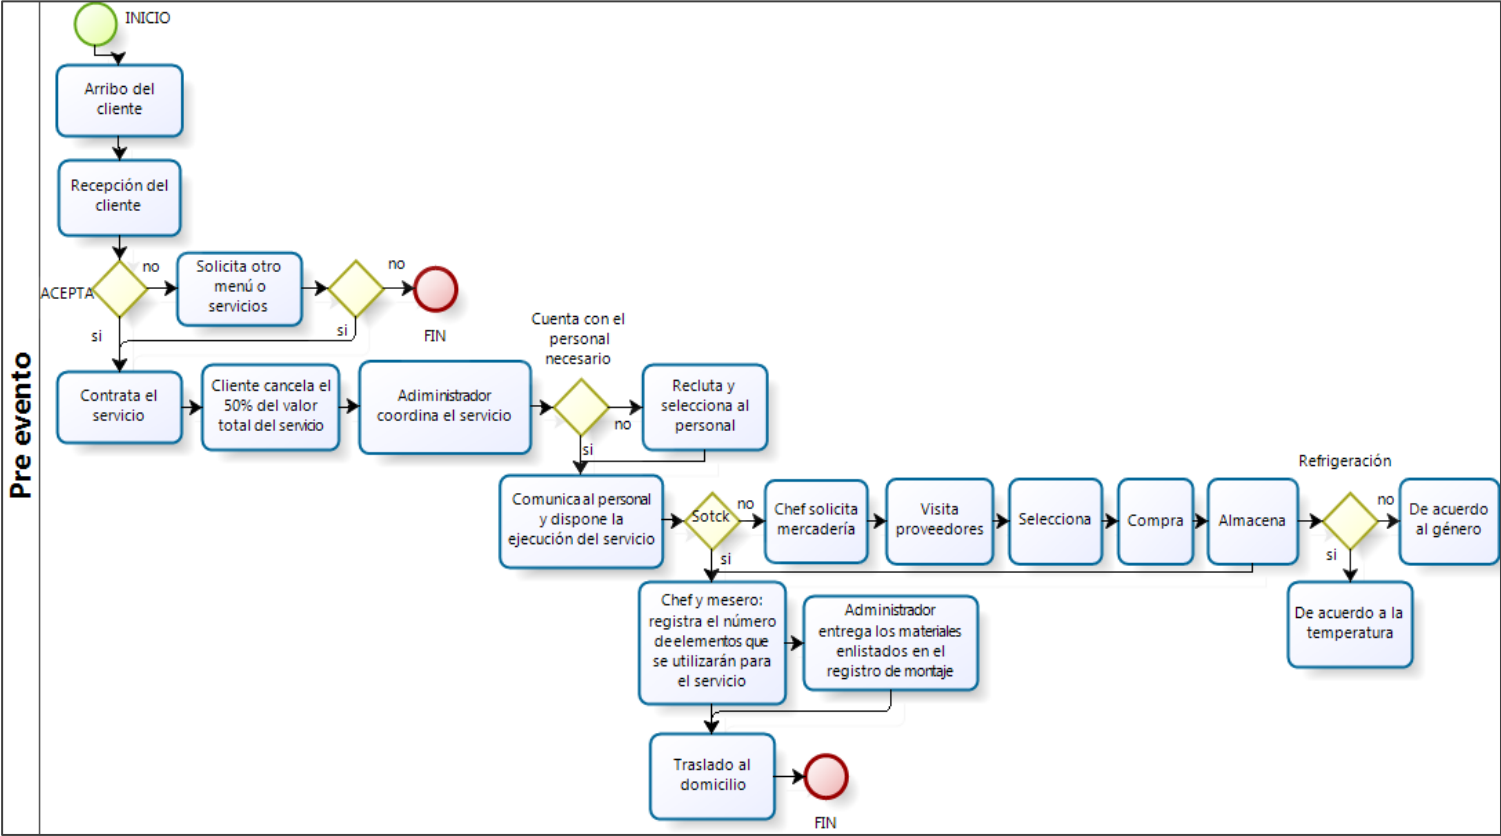 Pre evento
INICIO
Arribo del
cliente
Recepción del
cliente
ACEPTA
no
si
Solicita otro
menú o
servicios
no
si
FIN
Contrata el
servicio
Cliente cancela el
50% del valor
total del servicio
Adiministrador
coordina el servicio
Cuenta con el
personal
necesario
no
si
Recluta y
selecciona al
personal
Comunica al personal
y dispone la
ejecución del servicio
Sotck
no
si
Chef solicita
mercadería
Visita
proveedores
Selecciona
Compra
Almacena
Refrigeración
no
si
De acuerdo
al género
De acuerdo a la
temperatura
Chef y mesero:
registra el número
de elementos que
se utilizarán para
el servicio
Administrador
entrega los materiales
enlistados en el
registro de montaje
Traslado al
domicilio
FIN